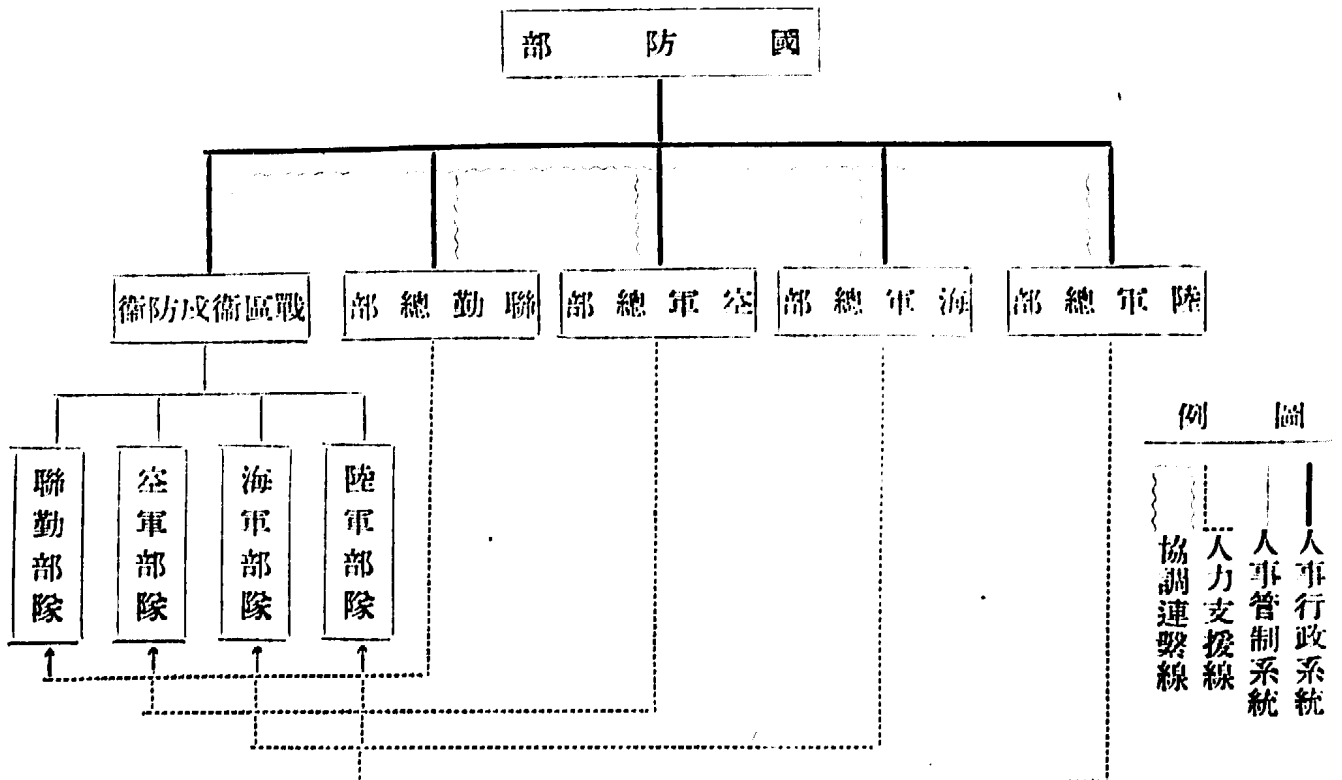 國防部
陸軍總部
海軍總部
空軍總部
聯勤總部
戰區衛戍防衛
陸軍部隊
海軍部隊
空軍部隊
聯勤部隊
圖例
人事行政系統
人事管制系統
人力支援線
協調連繫線